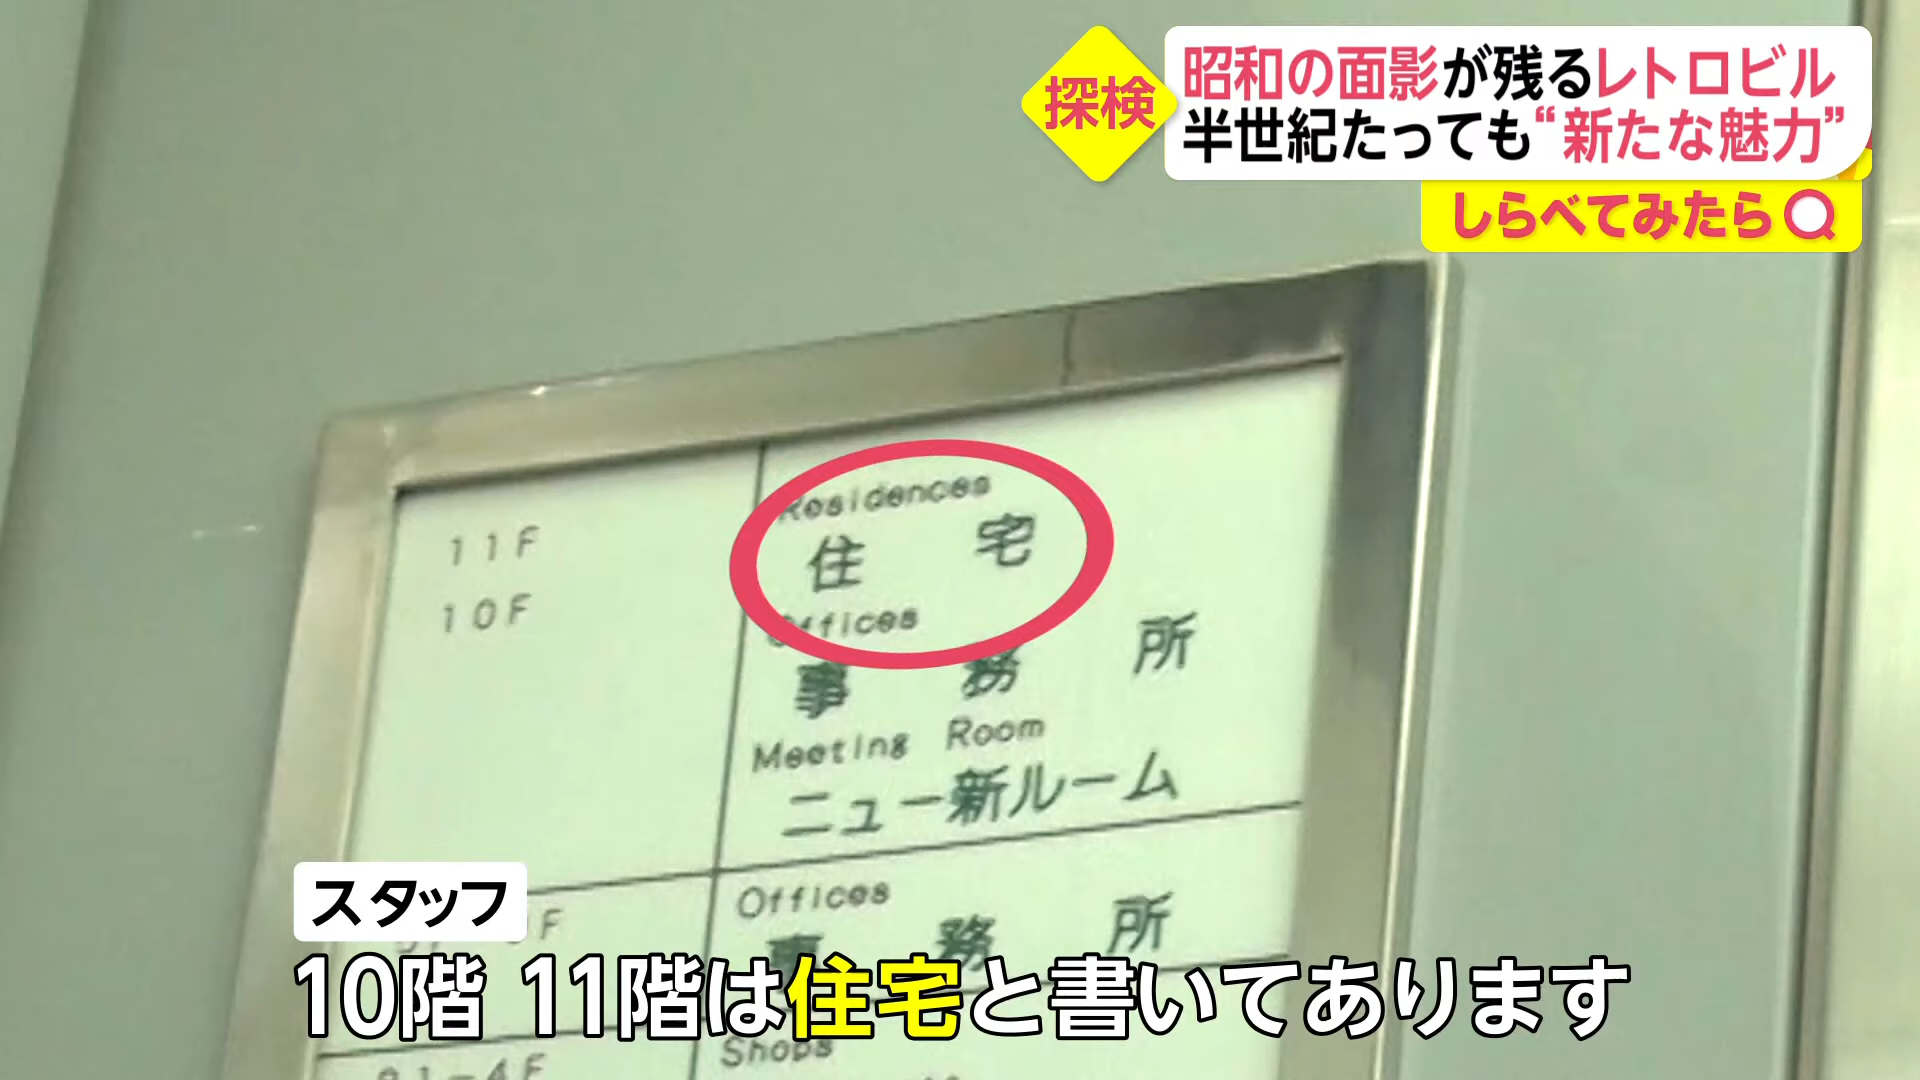 探検
昭和の面影が残るレトロビル
半世紀たっても“新たな魅力”
しらべてみたら
Residences
11F
住宅
10F
Offices
事務所
Meeting Room
ニュー新ルーム
Offices
事務所
スタッフ
10階 11階は住宅と書いてあります
Shops